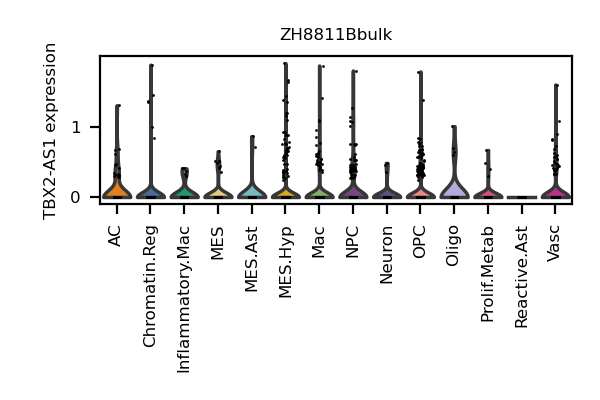 ZH8811Bbulk
TBX2-AS1 expression
1
0
AC
Chromatin.Reg
Inflammatory.Mac
MES
MES.Ast
MES.Hyp
Mac
NPC
Neuron
OPC
Oligo
Prolif.Metab
Reactive.Ast
Vasc